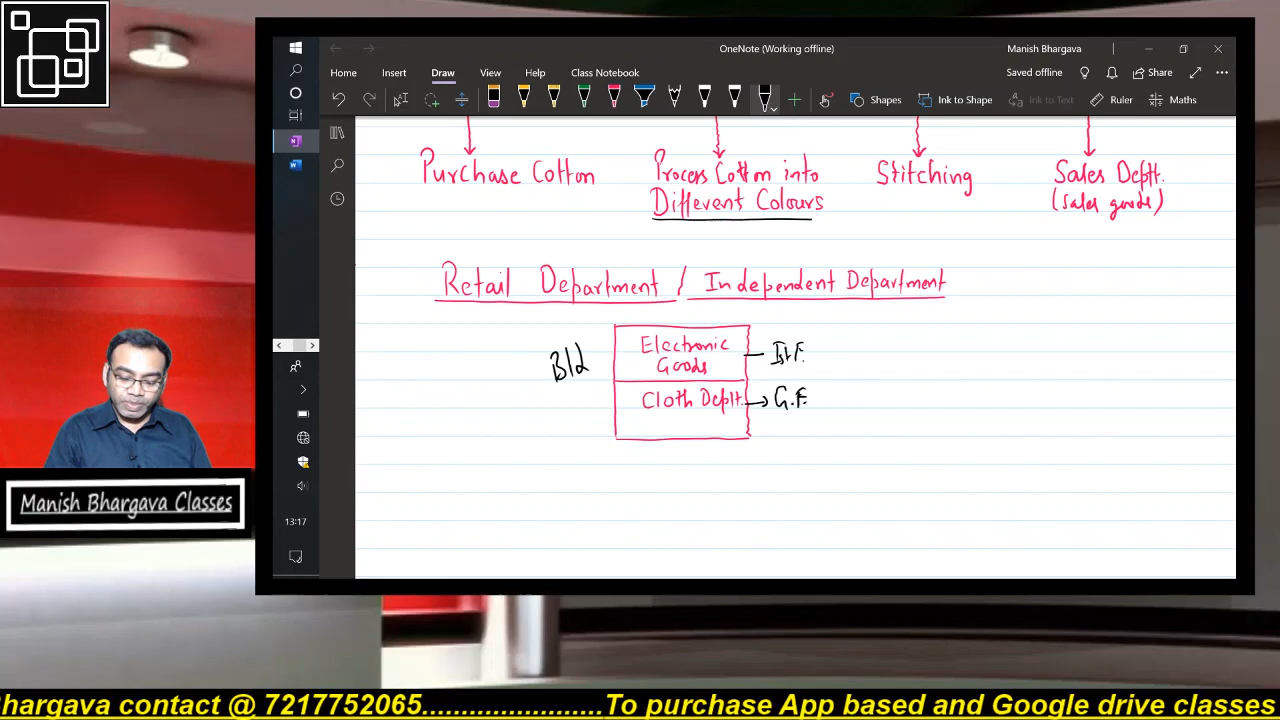 OneNote (Working offline)
Manish Bhargava
Home Insert Draw View Help Class Notebook
Saved offline
Share
Shapes
Ink to Shape
Ink to Text
Ruler
Maths
Purchase Cotton
Process Cotton into
Different Colours
Stitching
Sales Deptt.
(Sales goods)
Retail Department / Independent Department
Bld
Electronic
Goods
Ist F.
Cloth Deptt.
G.F.
Manish Bhargava Classes
13:17
hargava contact @ 7217752065........................To purchase App based and Google drive classes